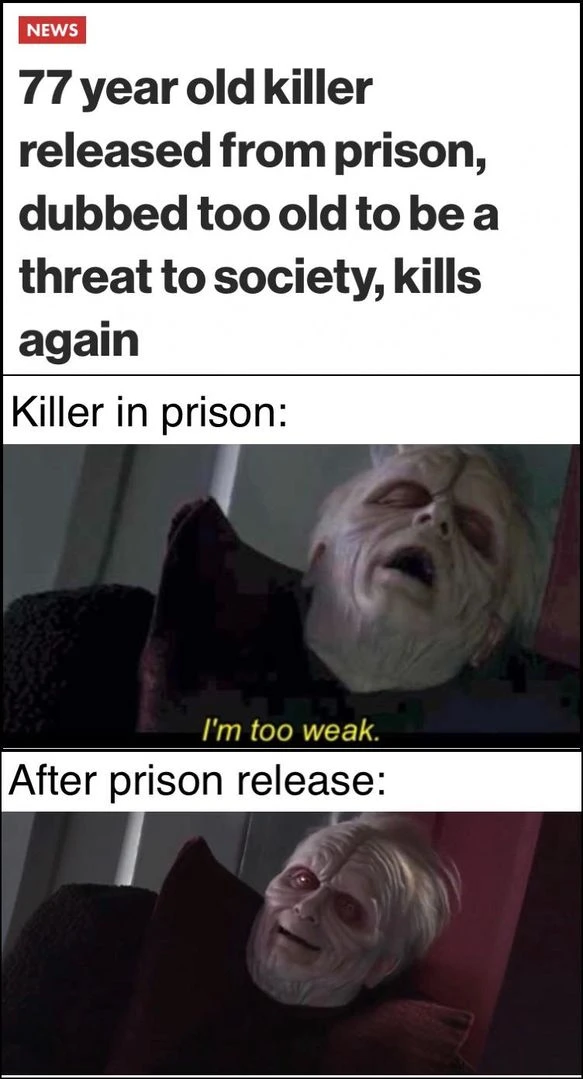 NEWS
77 year old killer
released from prison,
dubbed too old to be a
threat to society, kills
again
Killer in prison:
I'm too weak.
After prison release: